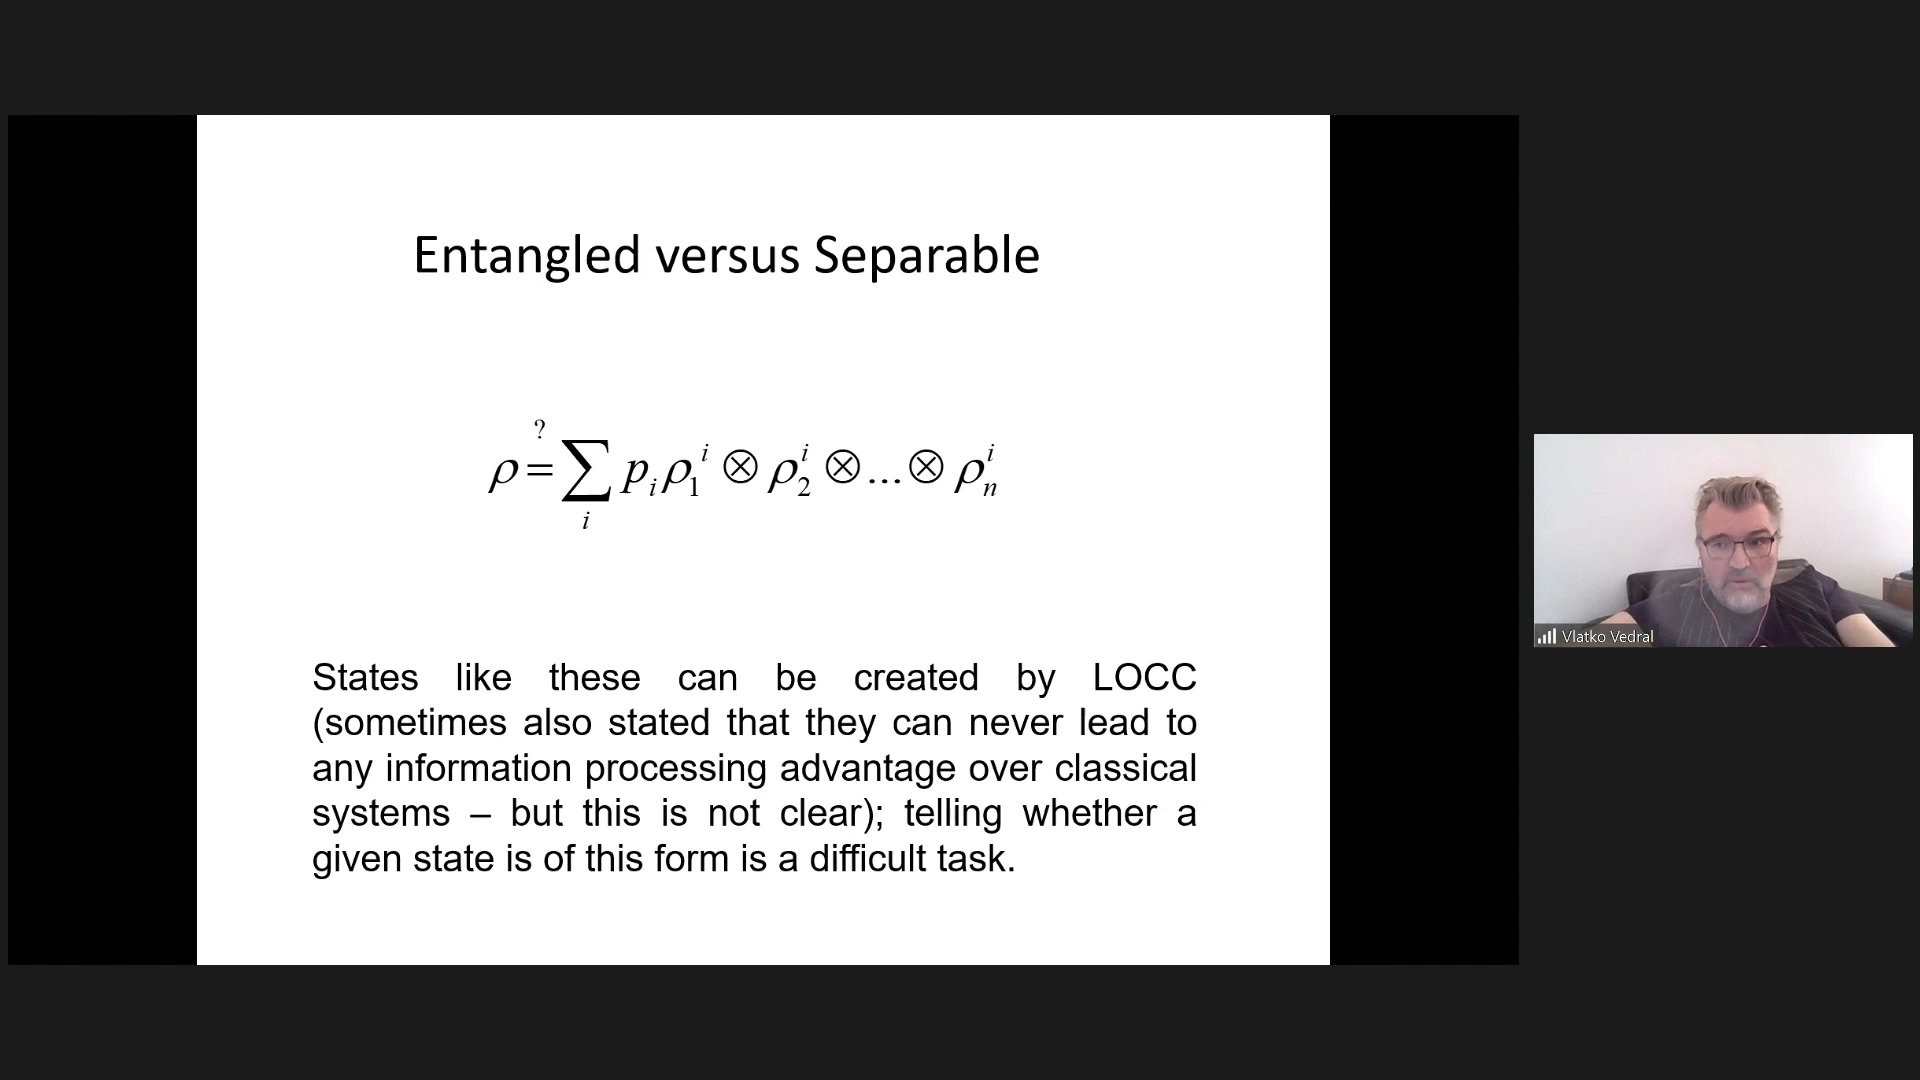 Entangled versus Separable
ρ ?= ∑_i p_i ρ_1^i ⊗ ρ_2^i ⊗ ... ⊗ ρ_n^i
States like these can be created by LOCC
(sometimes also stated that they can never lead to
any information processing advantage over classical
systems – but this is not clear); telling whether a
given state is of this form is a difficult task.
Vlatko Vedral